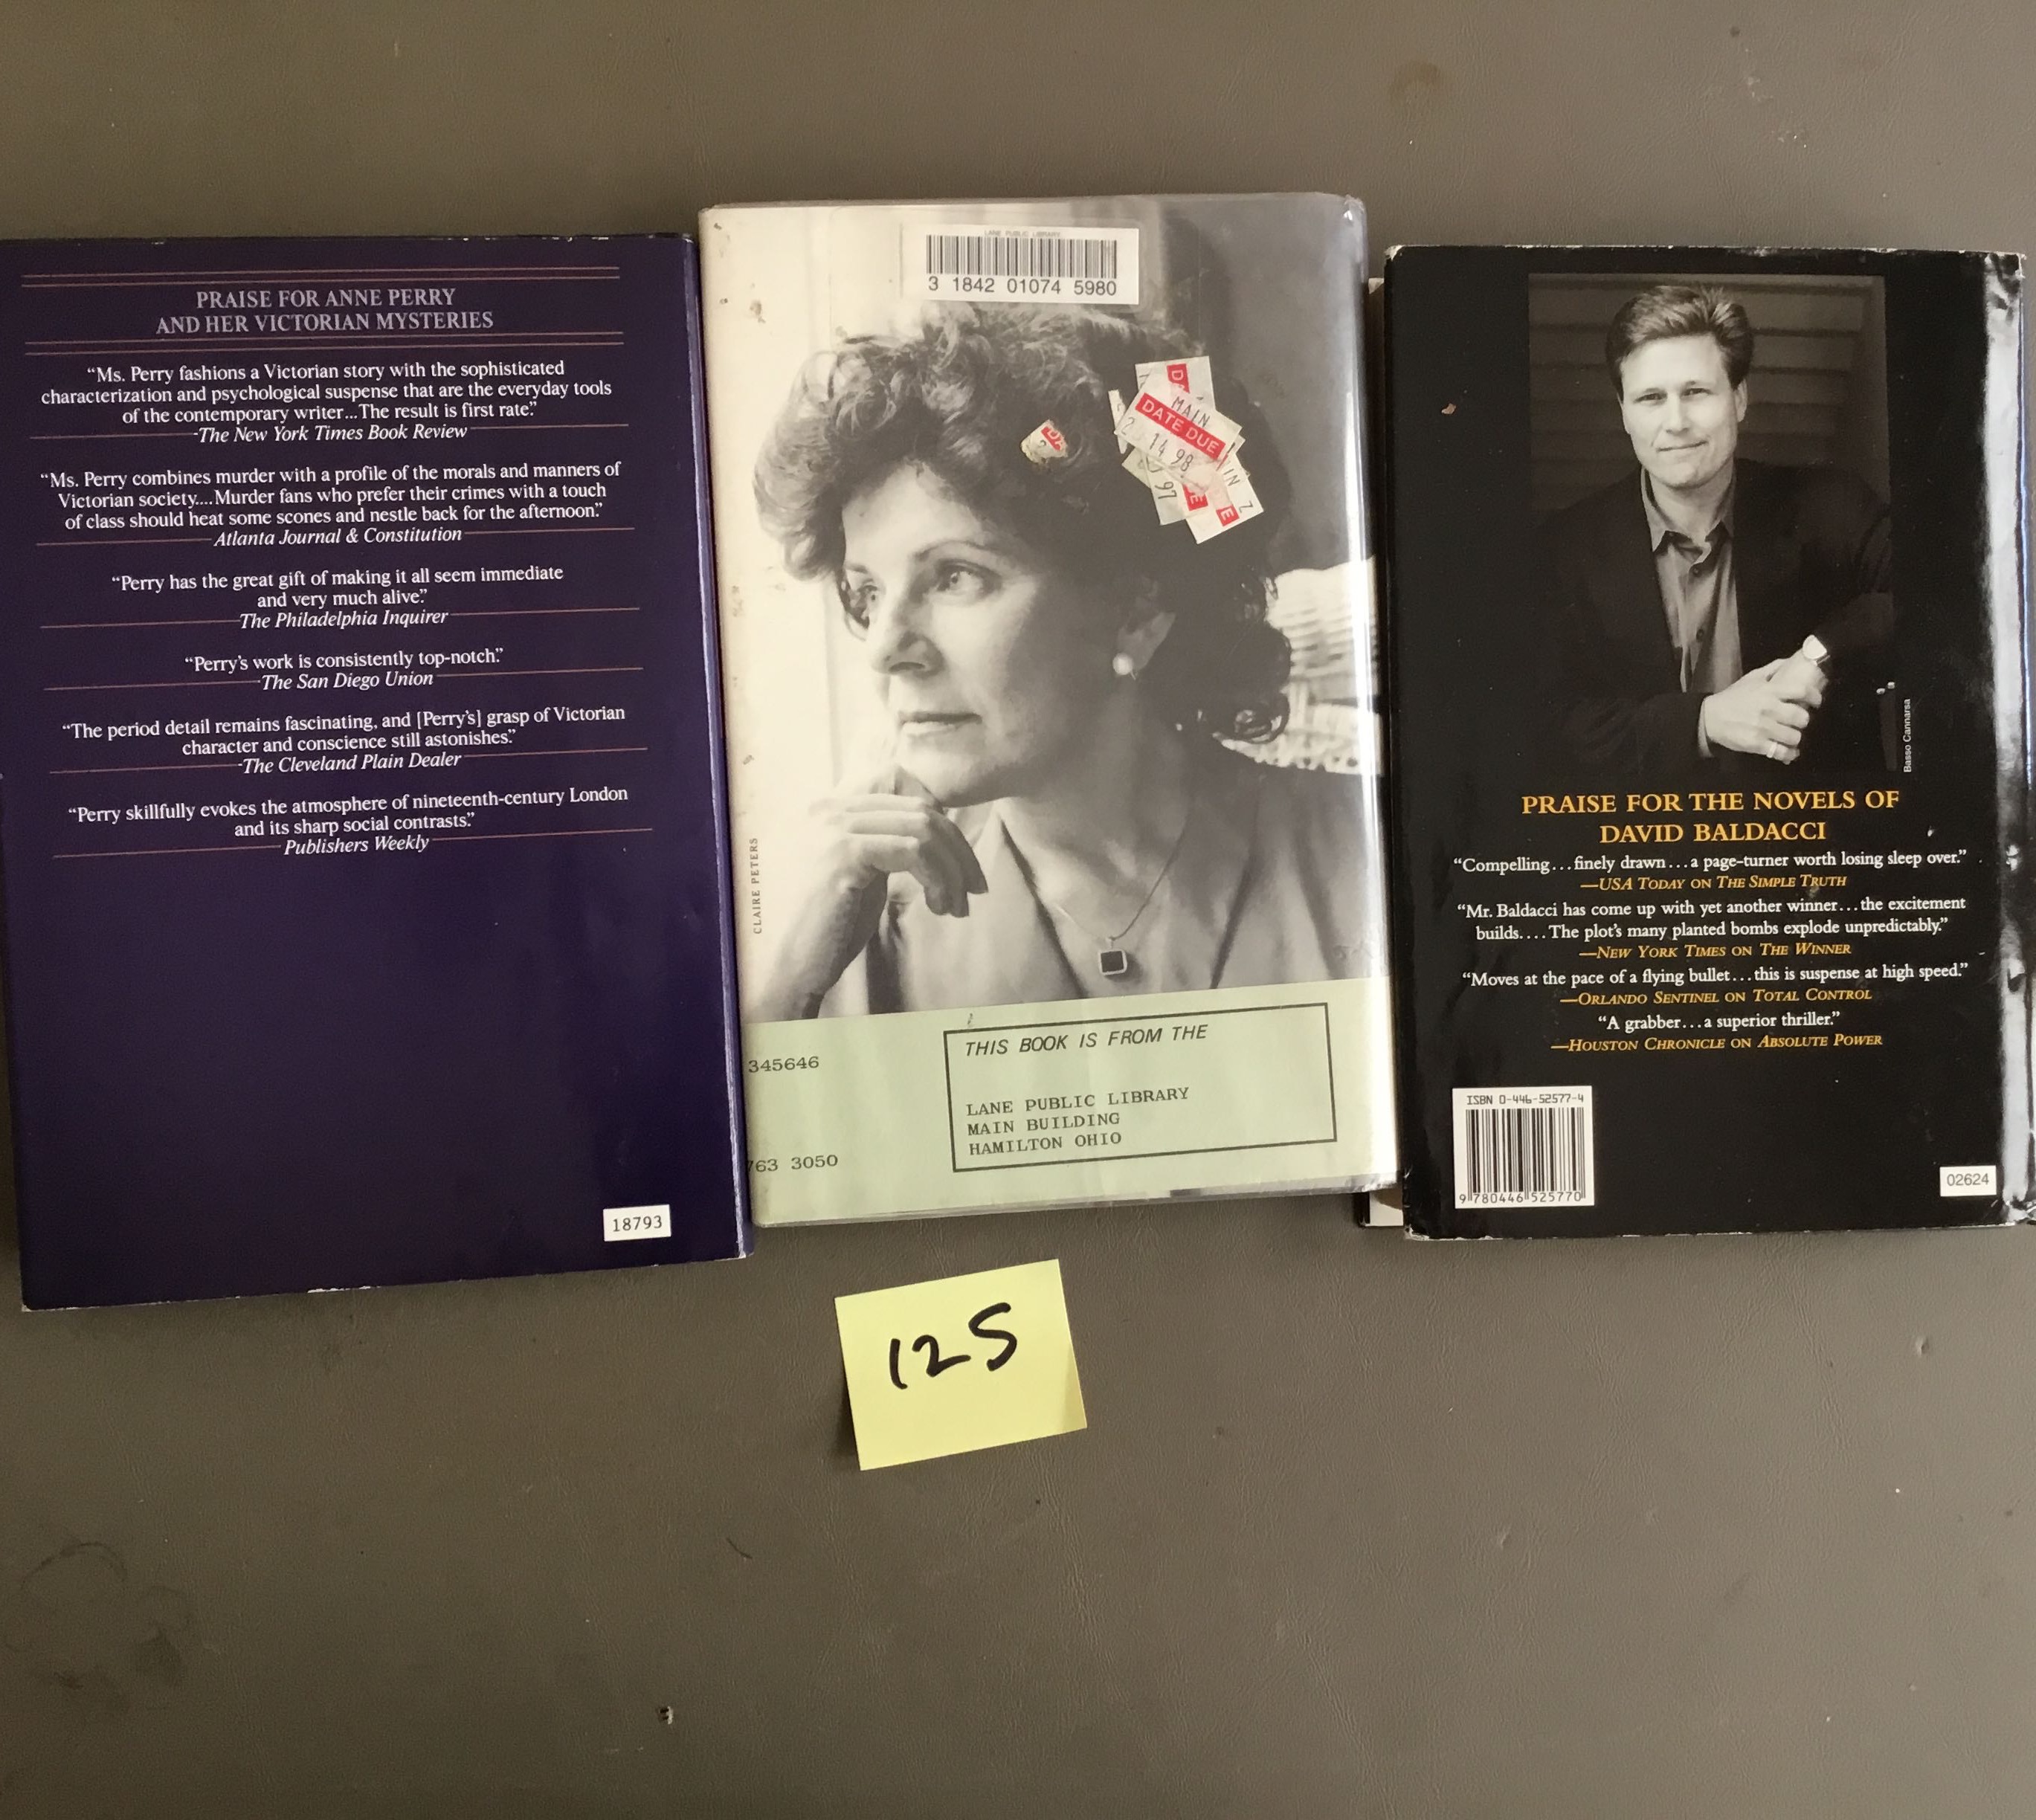 PRAISE FOR ANNE PERRY
AND HER VICTORIAN MYSTERIES
“Ms. Perry fashions a Victorian story with the sophisticated
characterization and psychological suspense that are the everyday tools
of the contemporary writer...The result is first rate.”
-The New York Times Book Review
“Ms. Perry combines murder with a profile of the morals and manners of
Victorian society....Murder fans who prefer their crimes with a touch
of class should heat some scones and nestle back for the afternoon.”
Atlanta Journal & Constitution
“Perry has the great gift of making it all seem immediate
and very much alive.”
The Philadelphia Inquirer
“Perry's work is consistently top-notch.”
-The San Diego Union
“The period detail remains fascinating, and [Perry's] grasp of Victorian
character and conscience still astonishes.”
-The Cleveland Plain Dealer
“Perry skillfully evokes the atmosphere of nineteenth-century London
and its sharp social contrasts.”
Publishers Weekly
18793
LANE PUBLIC LIBRARY
3 1842 01074 5980
MAIN
DATE DUE
2 14 98
97
CLAIRE PETERS
345646
763 3050
THIS BOOK IS FROM THE
LANE PUBLIC LIBRARY
MAIN BUILDING
HAMILTON OHIO
Basso Cannarsa
PRAISE FOR THE NOVELS OF
DAVID BALDACCI
“Compelling...finely drawn...a page-turner worth losing sleep over.”
—USA TODAY ON THE SIMPLE TRUTH
“Mr. Baldacci has come up with yet another winner...the excitement
builds....The plot's many planted bombs explode unpredictably.”
—NEW YORK TIMES ON THE WINNER
“Moves at the pace of a flying bullet...this is suspense at high speed.”
—ORLANDO SENTINEL ON TOTAL CONTROL
“A grabber...a superior thriller.”
—HOUSTON CHRONICLE ON ABSOLUTE POWER
ISBN 0-446-52577-4
9 780446 525770
02624
125